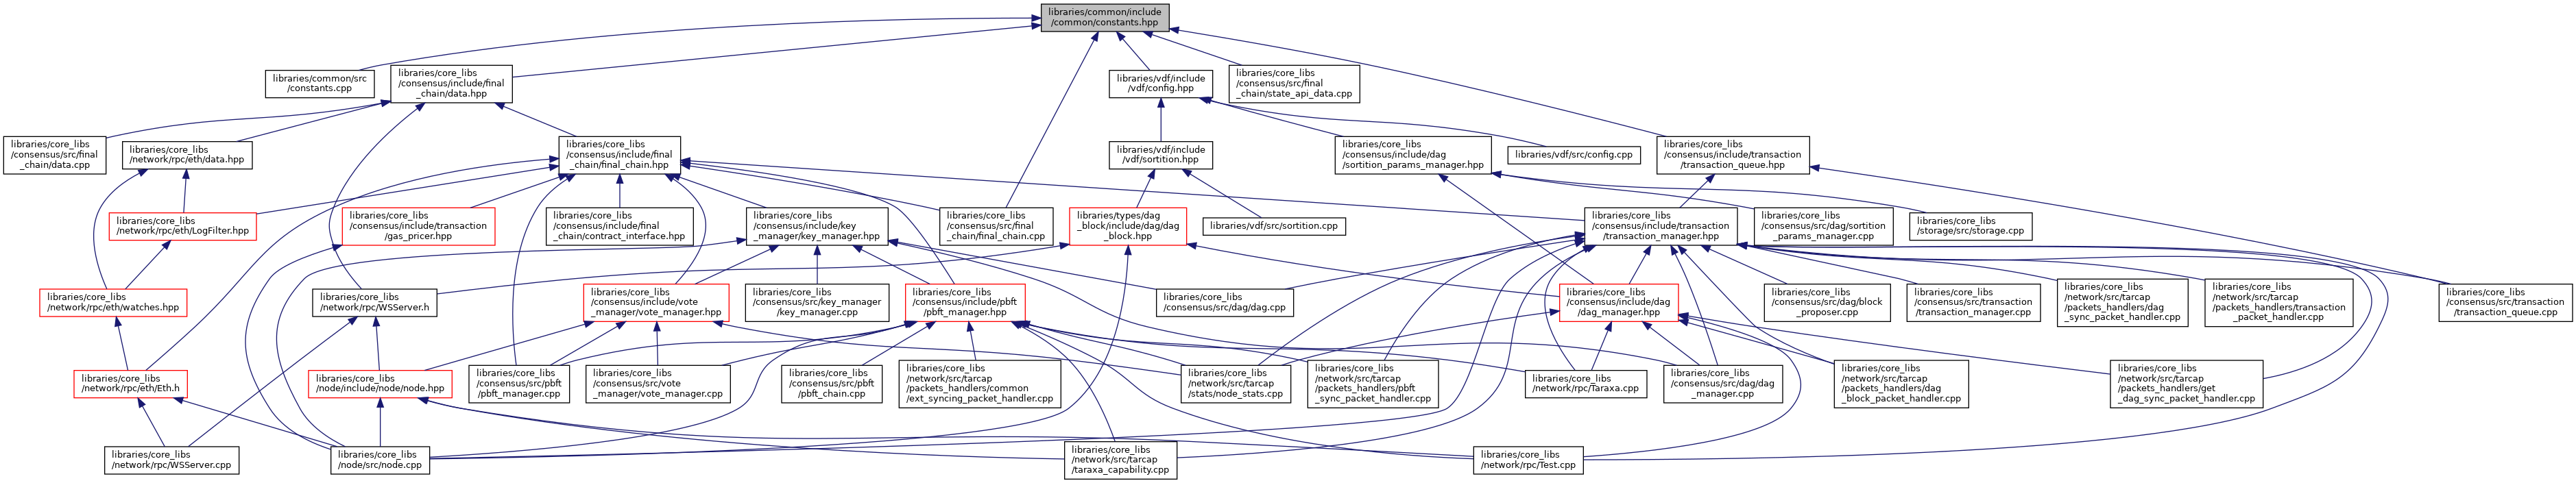 libraries/common/include
/common/constants.hpp
libraries/common/src
/constants.cpp
libraries/core_libs
/consensus/include/final
_chain/data.hpp
libraries/vdf/include
/vdf/config.hpp
libraries/core_libs
/consensus/src/final
_chain/state_api_data.cpp
libraries/core_libs
/consensus/src/final
_chain/data.cpp
libraries/core_libs
/network/rpc/eth/data.hpp
libraries/core_libs
/consensus/include/final
_chain/final_chain.hpp
libraries/vdf/include
/vdf/sortition.hpp
libraries/core_libs
/consensus/include/dag
/sortition_params_manager.hpp
libraries/vdf/src/config.cpp
libraries/core_libs
/consensus/include/transaction
/transaction_queue.hpp
libraries/core_libs
/network/rpc/eth/LogFilter.hpp
libraries/core_libs
/consensus/include/transaction
/gas_pricer.hpp
libraries/core_libs
/consensus/include/final
_chain/contract_interface.hpp
libraries/core_libs
/consensus/include/key
_manager/key_manager.hpp
libraries/core_libs
/consensus/src/final
_chain/final_chain.cpp
libraries/types/dag
_block/include/dag/dag
_block.hpp
libraries/vdf/src/sortition.cpp
libraries/core_libs
/consensus/include/transaction
/transaction_manager.hpp
libraries/core_libs
/consensus/src/dag/sortition
_params_manager.cpp
libraries/core_libs
/storage/src/storage.cpp
libraries/core_libs
/network/rpc/eth/watches.hpp
libraries/core_libs
/network/rpc/WSServer.h
libraries/core_libs
/consensus/include/vote
_manager/vote_manager.hpp
libraries/core_libs
/consensus/src/key_manager
/key_manager.cpp
libraries/core_libs
/consensus/include/pbft
/pbft_manager.hpp
libraries/core_libs
/consensus/src/dag/dag.cpp
libraries/core_libs
/consensus/include/dag
/dag_manager.hpp
libraries/core_libs
/consensus/src/dag/block
_proposer.cpp
libraries/core_libs
/consensus/src/transaction
/transaction_manager.cpp
libraries/core_libs
/network/src/tarcap
/packets_handlers/dag
_sync_packet_handler.cpp
libraries/core_libs
/network/src/tarcap
/packets_handlers/transaction
_packet_handler.cpp
libraries/core_libs
/consensus/src/transaction
/transaction_queue.cpp
libraries/core_libs
/network/rpc/eth/Eth.h
libraries/core_libs
/node/include/node/node.hpp
libraries/core_libs
/consensus/src/pbft
/pbft_manager.cpp
libraries/core_libs
/consensus/src/vote
_manager/vote_manager.cpp
libraries/core_libs
/consensus/src/pbft
/pbft_chain.cpp
libraries/core_libs
/network/src/tarcap
/packets_handlers/common
/ext_syncing_packet_handler.cpp
libraries/core_libs
/network/src/tarcap
/stats/node_stats.cpp
libraries/core_libs
/network/src/tarcap
/packets_handlers/pbft
_sync_packet_handler.cpp
libraries/core_libs
/network/rpc/Taraxa.cpp
libraries/core_libs
/consensus/src/dag/dag
_manager.cpp
libraries/core_libs
/network/src/tarcap
/packets_handlers/dag
_block_packet_handler.cpp
libraries/core_libs
/network/src/tarcap
/packets_handlers/get
_dag_sync_packet_handler.cpp
libraries/core_libs
/network/rpc/WSServer.cpp
libraries/core_libs
/node/src/node.cpp
libraries/core_libs
/network/src/tarcap
/taraxa_capability.cpp
libraries/core_libs
/network/rpc/Test.cpp